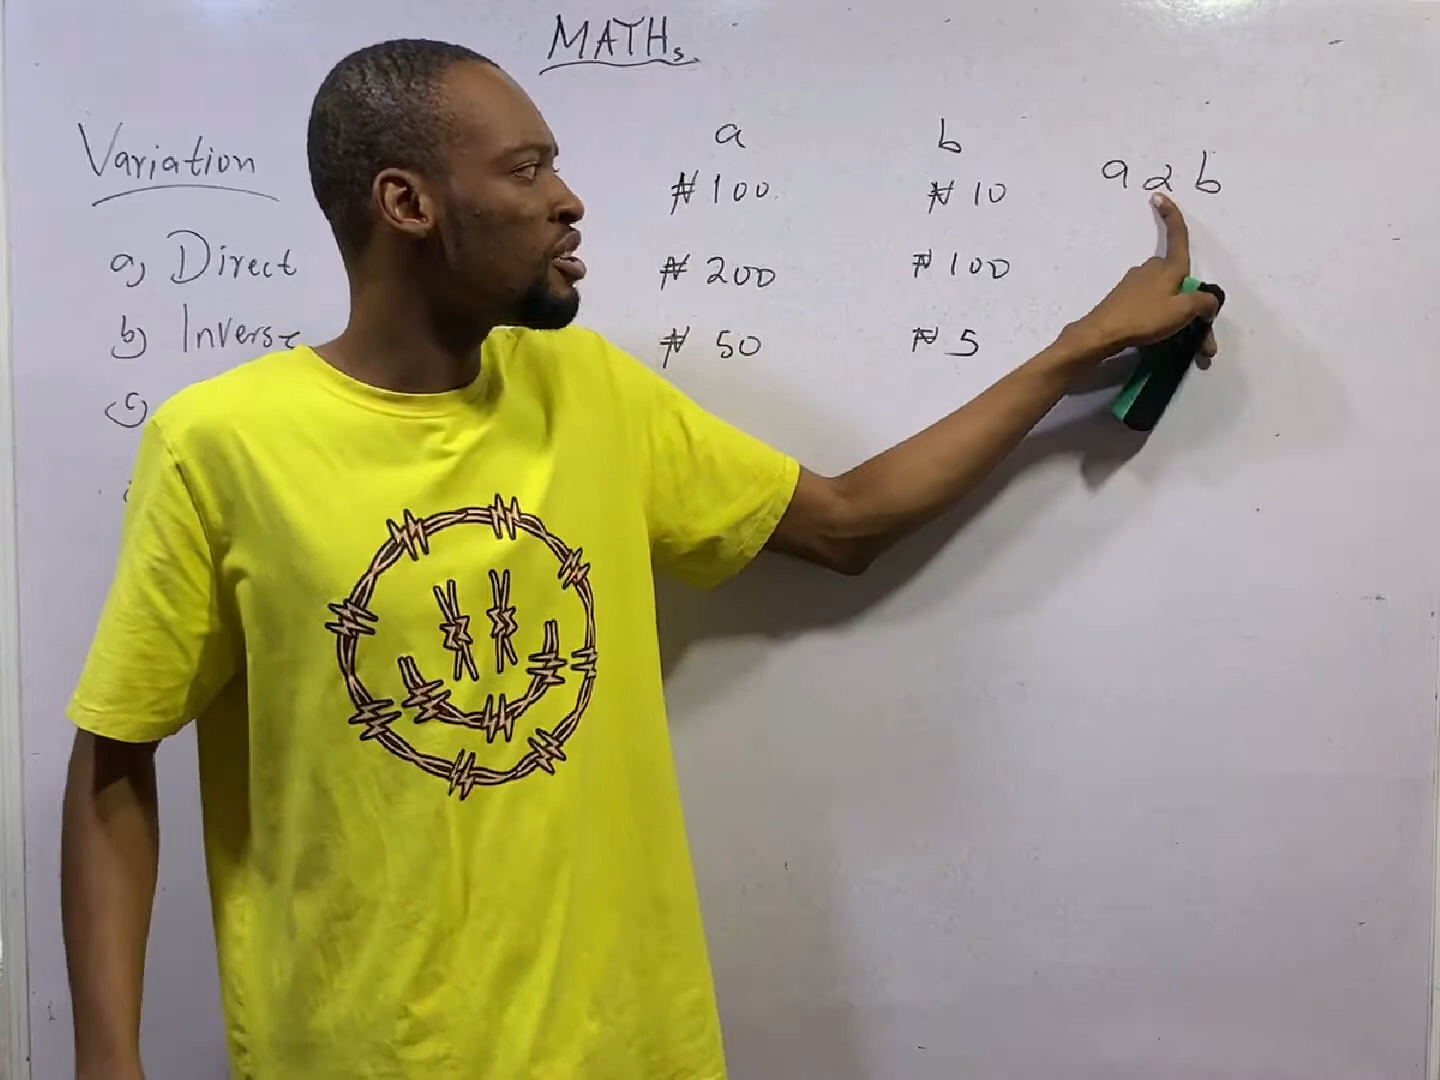 MATHs
Variation
a) Direct
b) Inverse
c)
a b
₦ 100 ₦ 10
₦ 200 ₦ 100
₦ 50 ₦ 5
a α b